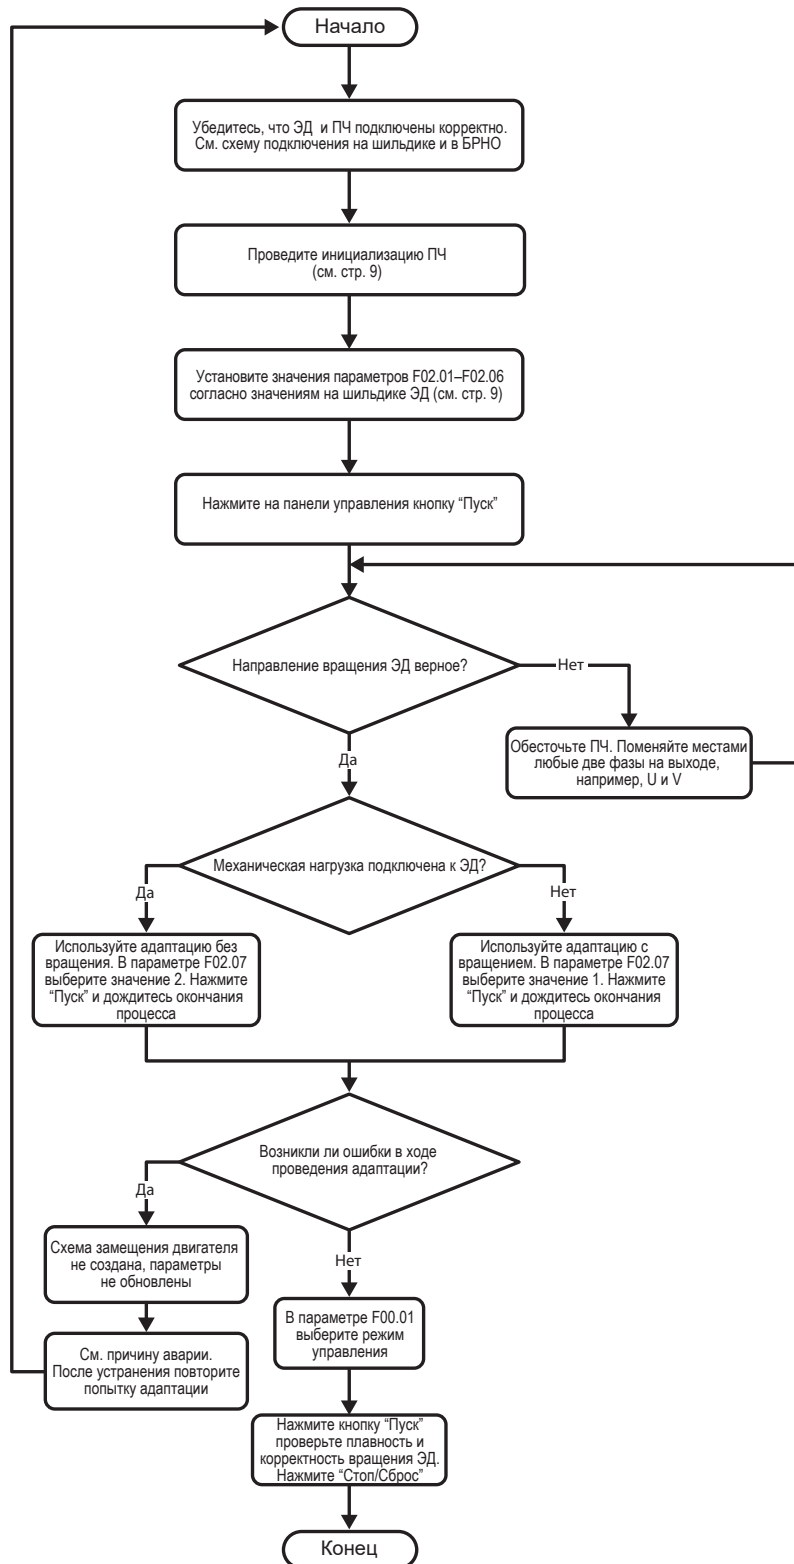 Начало
Убедитесь, что ЭД и ПЧ подключены корректно.
См. схему подключения на шильдике и в БРНО
Проведите инициализацию ПЧ
(см. стр. 9)
Установите значения параметров F02.01–F02.06
согласно значениям на шильдике ЭД (см. стр. 9)
Нажмите на панели управления кнопку “Пуск”
Направление вращения ЭД верное?
Нет
Обесточьте ПЧ. Поменяйте местами
любые две фазы на выходе,
например, U и V
Да
Механическая нагрузка подключена к ЭД?
Да
Нет
Используйте адаптацию без
вращения. В параметре F02.07
выберите значение 2. Нажмите
“Пуск” и дождитесь окончания
процесса
Используйте адаптацию с
вращением. В параметре F02.07
выберите значение 1. Нажмите
“Пуск” и дождитесь окончания
процесса
Возникли ли ошибки в ходе
проведения адаптации?
Да
Схема замещения двигателя
не создана, параметры
не обновлены
См. причину аварии.
После устранения повторите
попытку адаптации
Нет
В параметре F00.01
выберите режим
управления
Нажмите кнопку “Пуск”
проверьте плавность и
корректность вращения ЭД.
Нажмите “Стоп/Сброс”
Конец